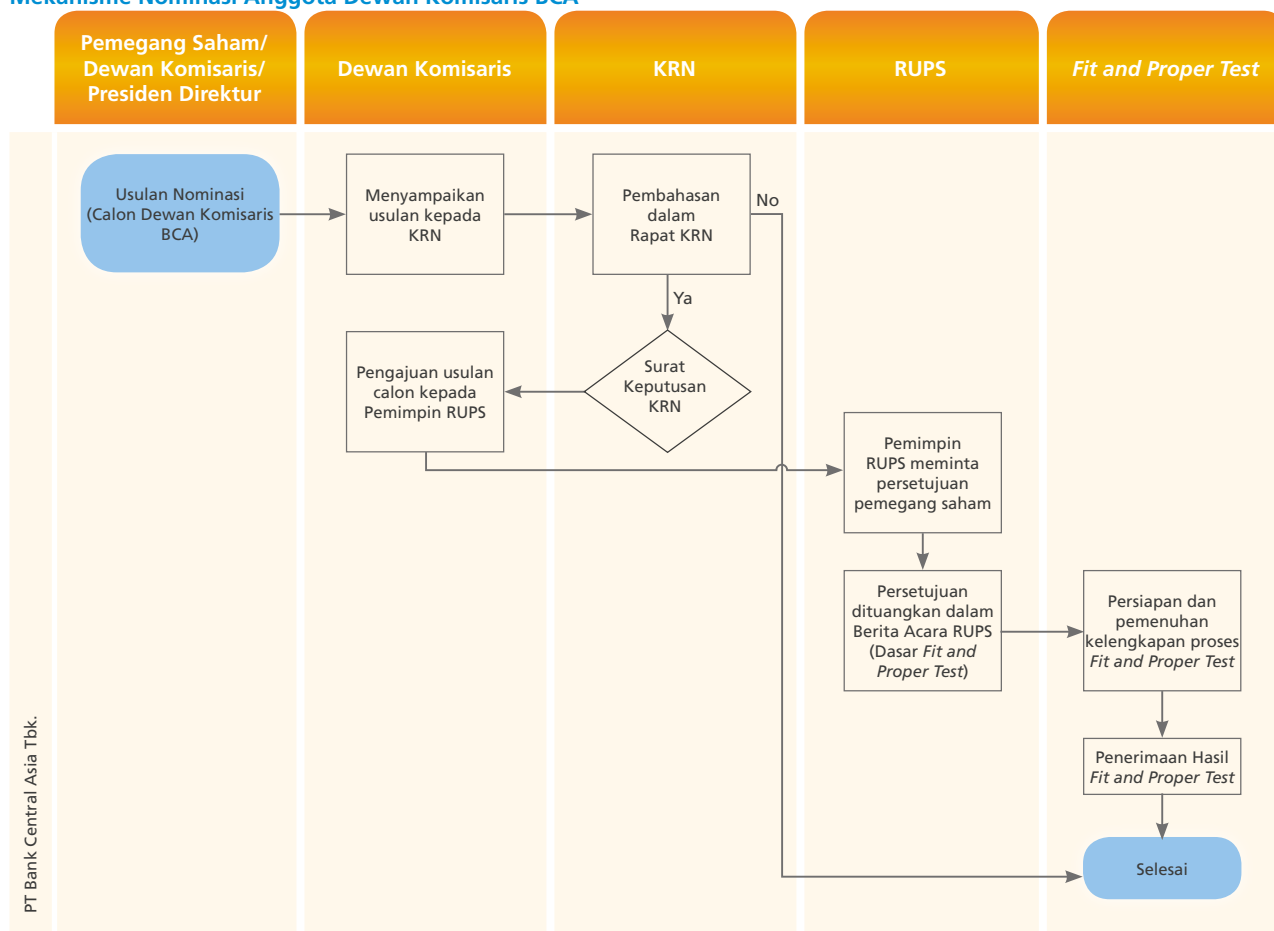 Mekanisme Nominasi Anggota Dewan Komisaris BCA
Pemegang Saham/
Dewan Komisaris/
Presiden Direktur
Dewan Komisaris
KRN
RUPS
Fit and Proper Test
Usulan Nominasi
(Calon Dewan Komisaris
BCA)
Menyampaikan
usulan kepada
KRN
Pembahasan
dalam
Rapat KRN
No
Ya
Surat
Keputusan
KRN
Pengajuan usulan
calon kepada
Pemimpin RUPS
Pemimpin
RUPS meminta
persetujuan
pemegang saham
Persetujuan
dituangkan dalam
Berita Acara RUPS
(Dasar Fit and
Proper Test)
Persiapan dan
pemenuhan
kelengkapan proses
Fit and Proper Test
Penerimaan Hasil
Fit and Proper Test
Selesai
PT Bank Central Asia Tbk.